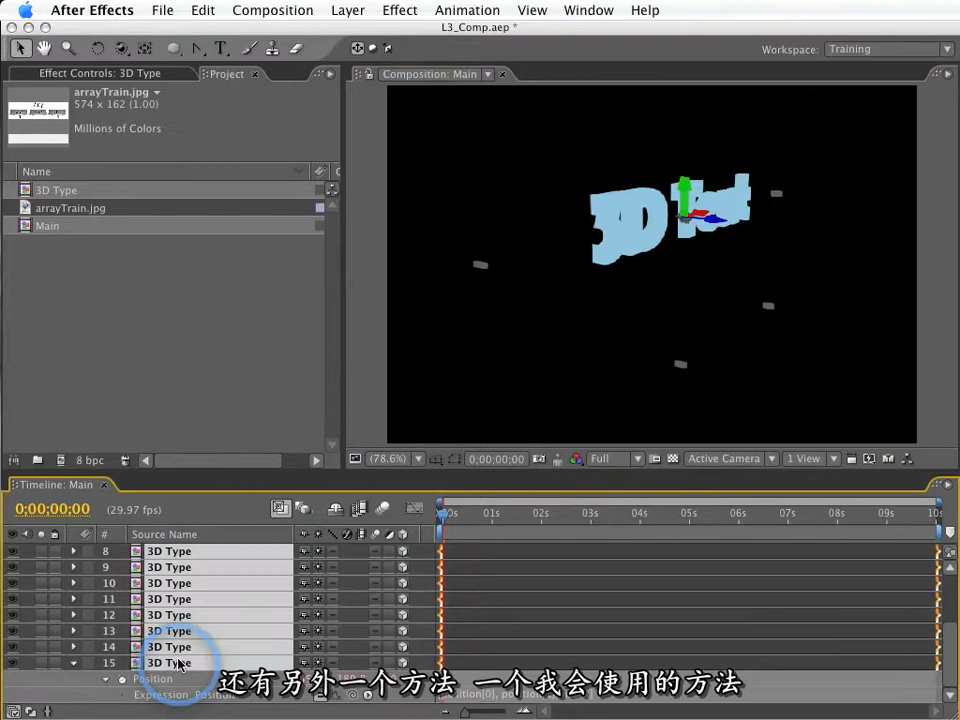 After Effects File Edit Composition Layer Effect Animation View Window Help
L3_Comp.aep *
Workspace: Training
Effect Controls: 3D Type Project
Composition: Main
arrayTrain.jpg
574 x 162 (1.00)
Millions of Colors
Name
3D Type
arrayTrain.jpg
Main
3D
8 bpc
(78.6%) 0;00;00;00 Full Active Camera 1 View
Timeline: Main
0;00;00;00 (29.97 fps)
00s 01s 02s 03s 04s 05s 06s 07s 08s 09s 10s
# Source Name
8 3D Type
9 3D Type
10 3D Type
11 3D Type
12 3D Type
13 3D Type
14 3D Type
15 3D Type
Position
Expression: Position
还有另外一个方法 一个我会使用的方法